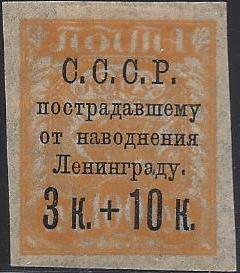 С.С.С.Р.
пострадавшему
от наводнения
Ленинграду.
3 к. + 10 к.